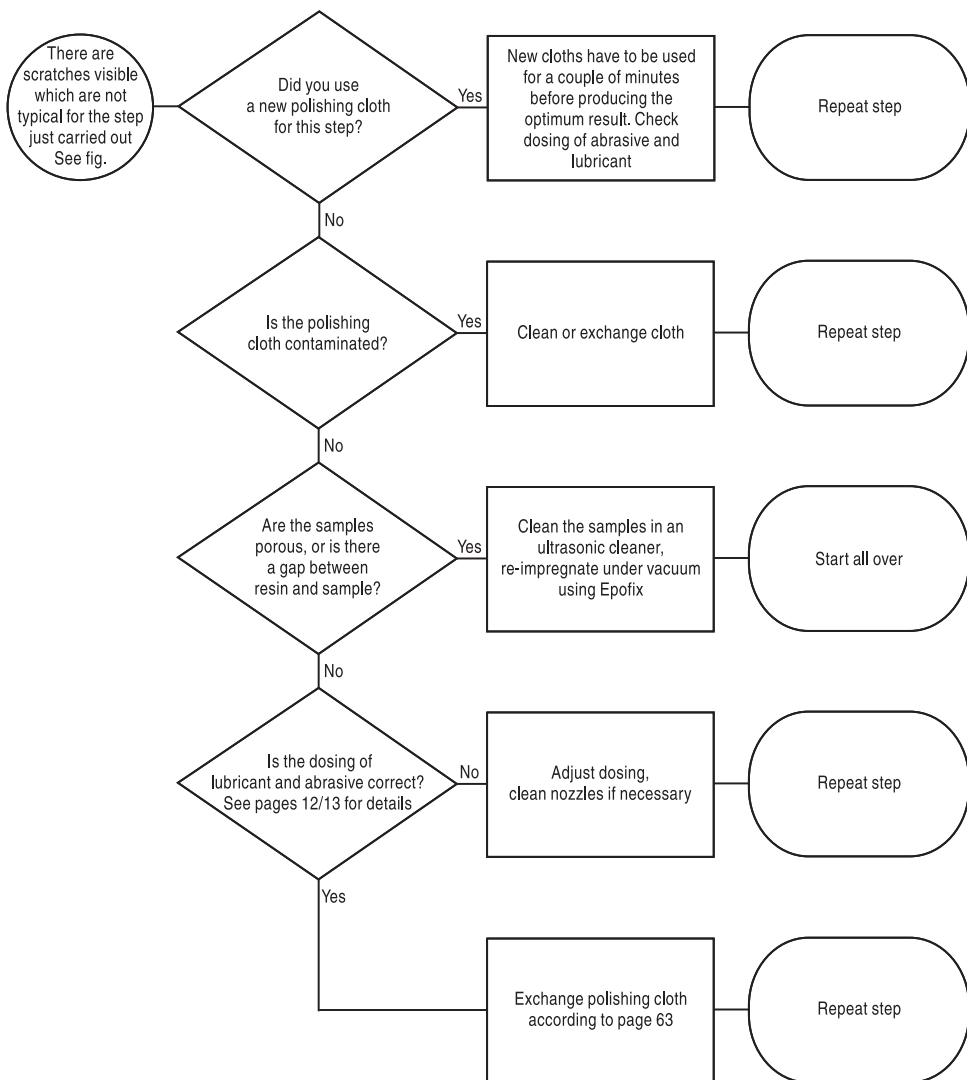 There are
scratches visible
which are not
typical for the step
just carried out
See fig.
Did you use
a new polishing cloth
for this step?
Yes
New cloths have to be used
for a couple of minutes
before producing the
optimum result. Check
dosing of abrasive and
lubricant
Repeat step
No
Is the polishing
cloth contaminated?
Yes
Clean or exchange cloth
Repeat step
No
Are the samples
porous, or is there
a gap between
resin and sample?
Yes
Clean the samples in an
ultrasonic cleaner,
re-impregnate under vacuum
using Epofix
Start all over
No
Is the dosing of
lubricant and abrasive correct?
See pages 12/13 for details
No
Adjust dosing,
clean nozzles if necessary
Repeat step
Yes
Exchange polishing cloth
according to page 63
Repeat step